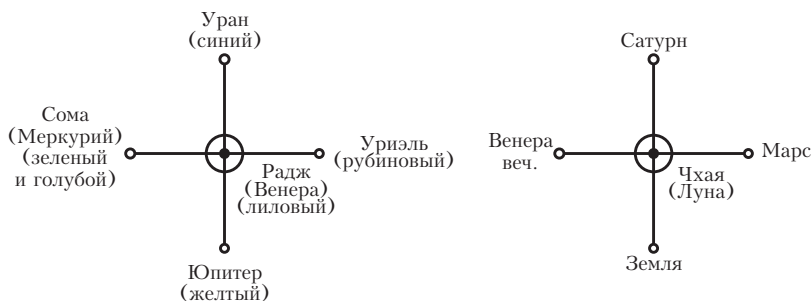 Уран
(синий)
Сома
(Меркурий)
(зеленый
и голубой)
Уриэль
(рубиновый)
Радж
(Венера)
(лиловый)
Юпитер
(желтый)
Сатурн
Венера
веч.
Марс
Чхая
(Луна)
Земля